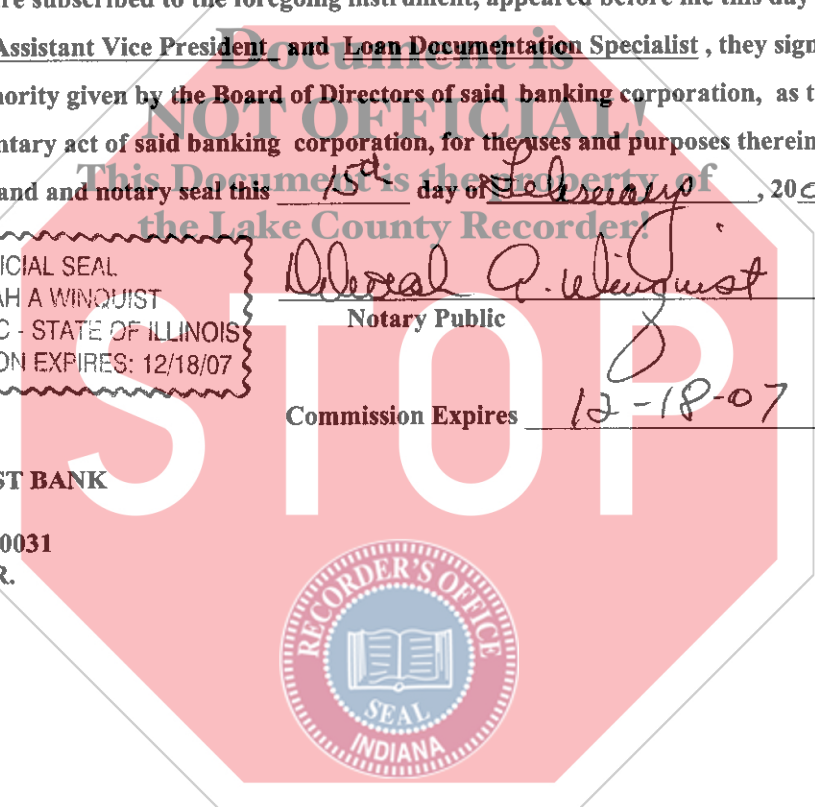 re subscribed to the foregoing instrument, appeared before me this day
Assistant Vice President and Loan Documentation Specialist , they sign
nority given by the Board of Directors of said banking corporation, as t
ntary act of said banking corporation, for the uses and purposes therein
and and notary seal this 15th day of February , 20
Document is
NOT OFFICIAL!
This Document is the property of
the Lake County Recorder!
STOP
ICIAL SEAL
AH A WINQUIST
C - STATE OF ILLINOIS
ON EXPIRES: 12/18/07
Deborah A. Winquist
Notary Public
Commission Expires 12-18-07
ST BANK
0031
R.
RECORDER'S OFFICE
SEAL
INDIANA